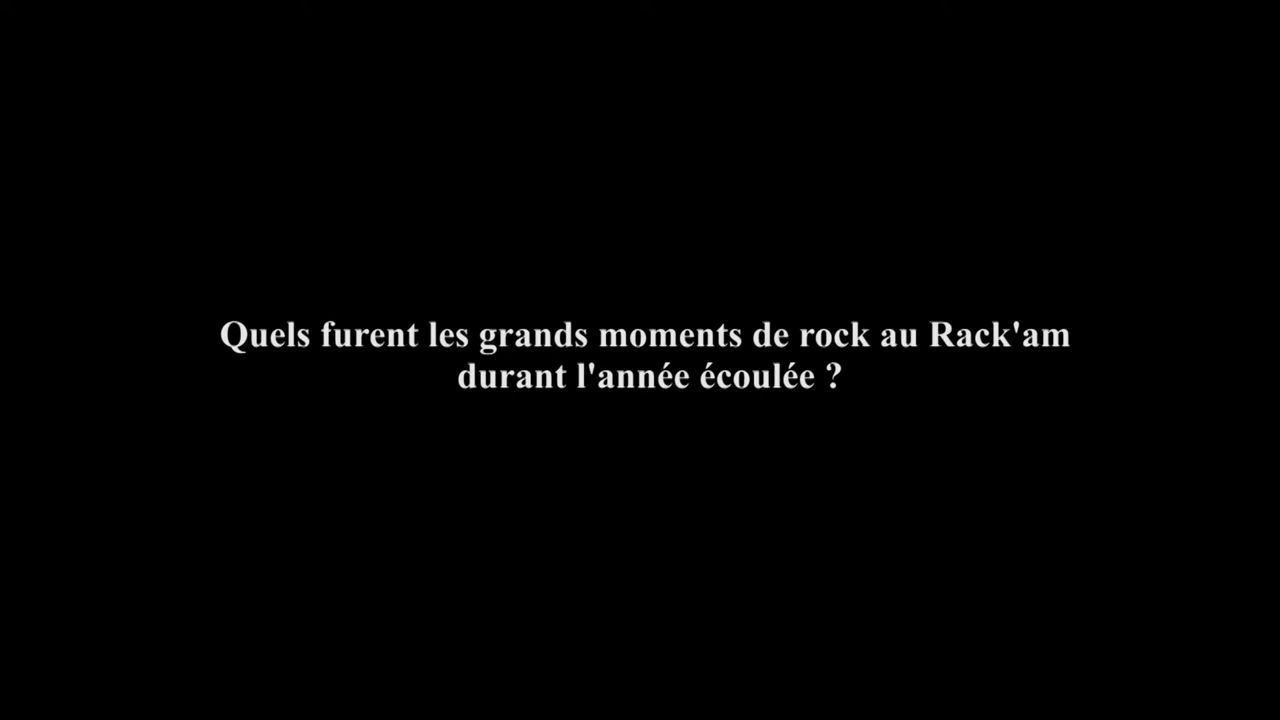 Quels furent les grands moments de rock au Rack'am
durant l'année écoulée ?